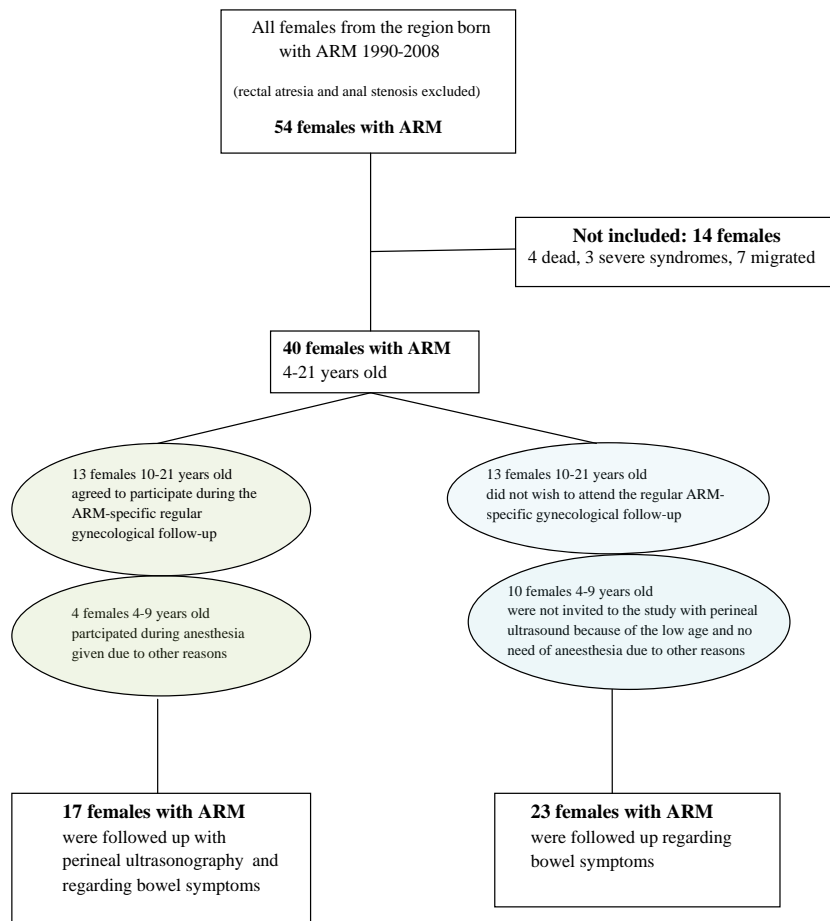 All females from the region born
with ARM 1990-2008
(rectal atresia and anal stenosis excluded)
54 females with ARM
Not included: 14 females
4 dead, 3 severe syndromes, 7 migrated
40 females with ARM
4-21 years old
13 females 10-21 years old
agreed to participate during the
ARM-specific regular
gynecological follow-up
13 females 10-21 years old
did not wish to attend the regular ARM-
specific gynecological follow-up
4 females 4-9 years old
partcipated during anesthesia
given due to other reasons
10 females 4-9 years old
were not invited to the study with perineal
ultrasound because of the low age and no
need of aneesthesia due to other reasons
17 females with ARM
were followed up with
perineal ultrasonography and
regarding bowel symptoms
23 females with ARM
were followed up regarding
bowel symptoms